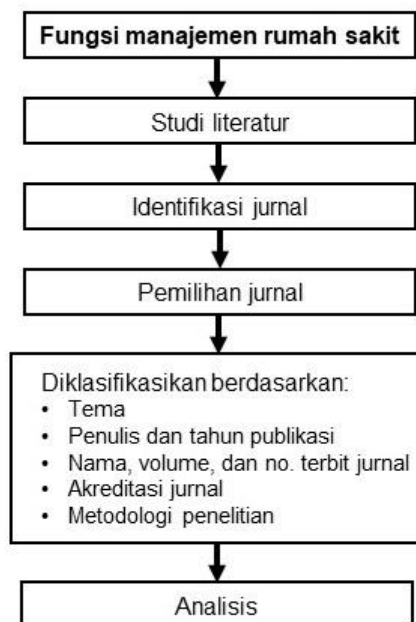 Fungsi manajemen rumah sakit
Studi literatur
Identifikasi jurnal
Pemilihan jurnal
Diklasifikasikan berdasarkan:
• Tema
• Penulis dan tahun publikasi
• Nama, volume, dan no. terbit jurnal
• Akreditasi jurnal
• Metodologi penelitian
Analisis